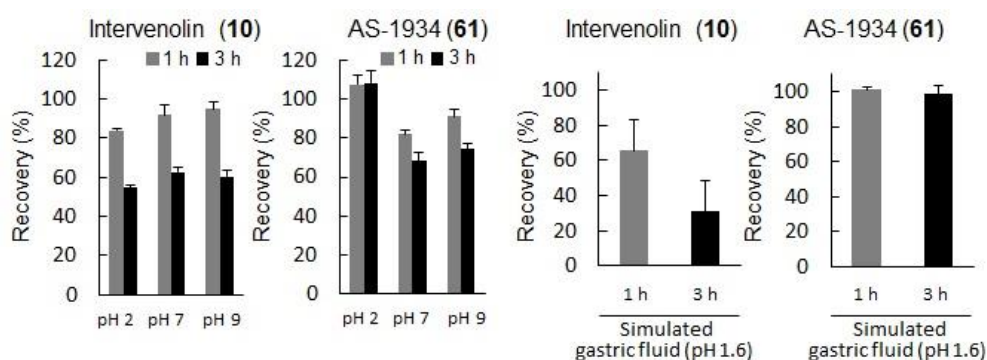 Intervenolin (10)
1 h 3 h
Recovery (%)
120
100
80
60
40
20
0
pH 2 pH 7 pH 9
AS-1934 (61)
1 h 3 h
Recovery (%)
120
100
80
60
40
20
0
pH 2 pH 7 pH 9
Intervenolin (10)
Recovery (%)
100
80
60
40
20
0
1 h 3 h
Simulated
gastric fluid (pH 1.6)
AS-1934 (61)
Recovery (%)
100
80
60
40
20
0
1 h 3 h
Simulated
gastric fluid (pH 1.6)